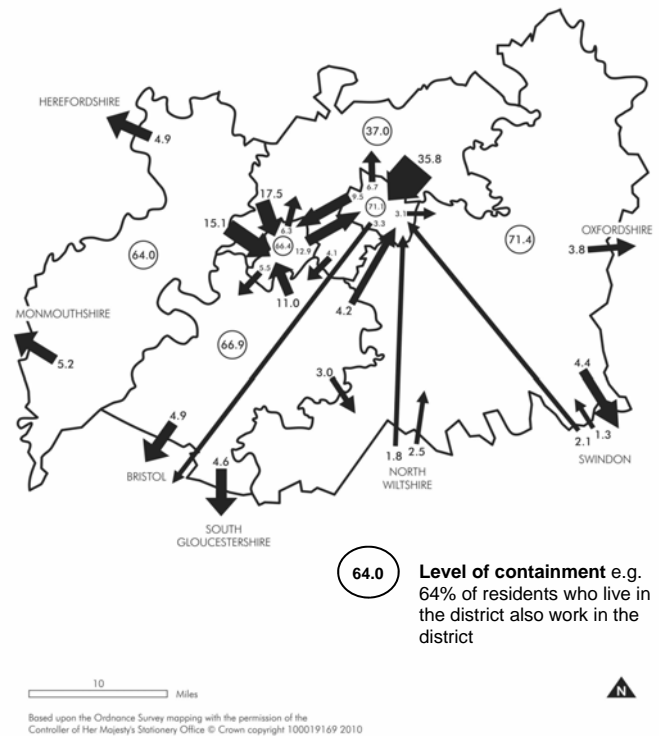 HEREFORDSHIRE
4.9
37.0
35.8
6.7
17.5
9.5
71.1
3.1
15.1
6.3
3.3
66.4
12.9
71.4
OXFORDSHIRE
3.8
64.0
5.5
4.1
11.0
4.2
MONMOUTHSHIRE
5.2
66.9
3.0
4.4
4.9
4.6
BRISTOL
1.8
2.5
2.1
1.3
NORTH
WILTSHIRE
SWINDON
SOUTH
GLOUCESTERSHIRE
64.0
Level of containment e.g.
64% of residents who live in
the district also work in the
district
10
Miles
N
Based upon the Ordnance Survey mapping with the permission of the
Controller of Her Majesty's Stationery Office © Crown copyright 100019169 2010